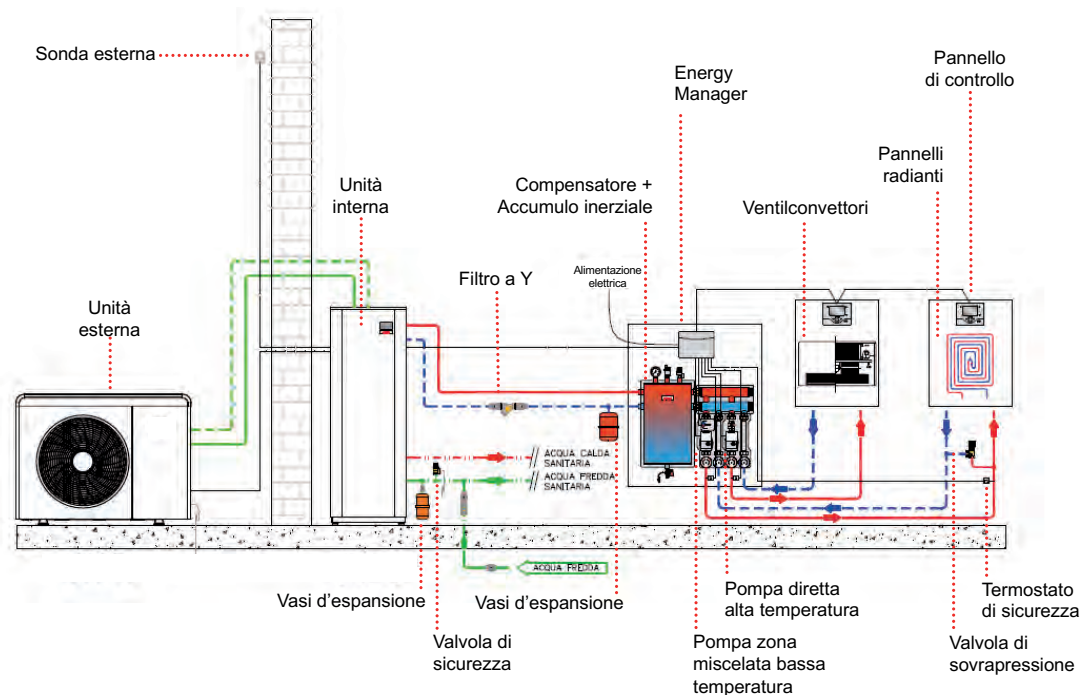 Sonda esterna
Energy
Manager
Pannello
di controllo
Unità
interna
Compensatore +
Accumulo inerziale
Ventilconvettori
Pannelli
radianti
Filtro a Y
Alimentazione
elettrica
Unità
esterna
ACQUA CALDA
SANITARIA
ACQUA FREDDA
SANITARIA
ACQUA FREDDA
Vasi d'espansione
Vasi d'espansione
Pompa diretta
alta temperatura
Termostato
di sicurezza
Valvola di
sicurezza
Pompa zona
miscelata bassa
temperatura
Valvola di
sovrapressione